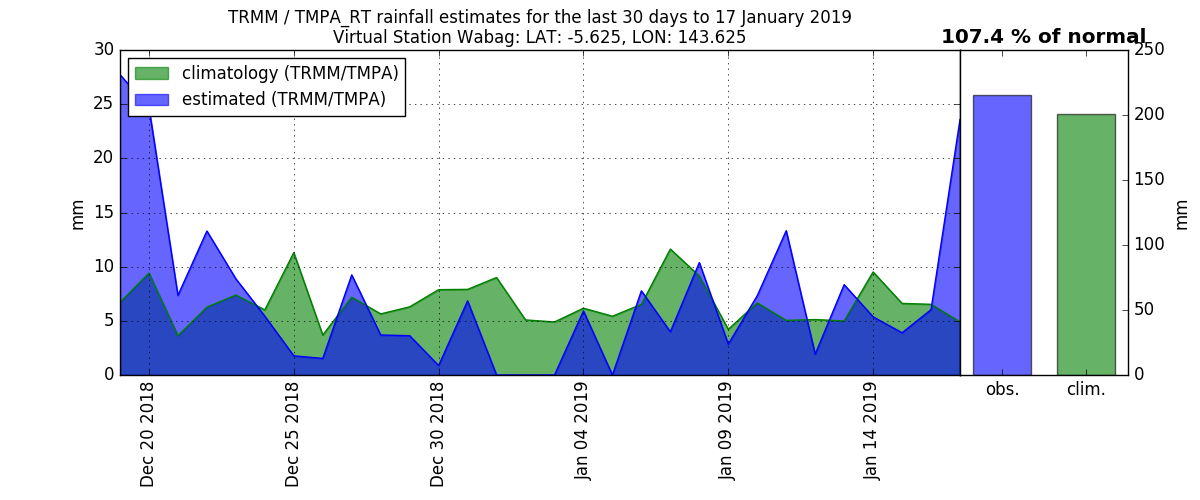 TRMM / TMPA_RT rainfall estimates for the last 30 days to 17 January 2019
Virtual Station Wabag: LAT: -5.625, LON: 143.625
107.4 % of normal
climatology (TRMM/TMPA)
estimated (TRMM/TMPA)
30
25
20
15
10
5
0
mm
Dec 20 2018
Dec 25 2018
Dec 30 2018
Jan 04 2019
Jan 09 2019
Jan 14 2019
obs.
clim.
250
200
150
100
50
0
mm